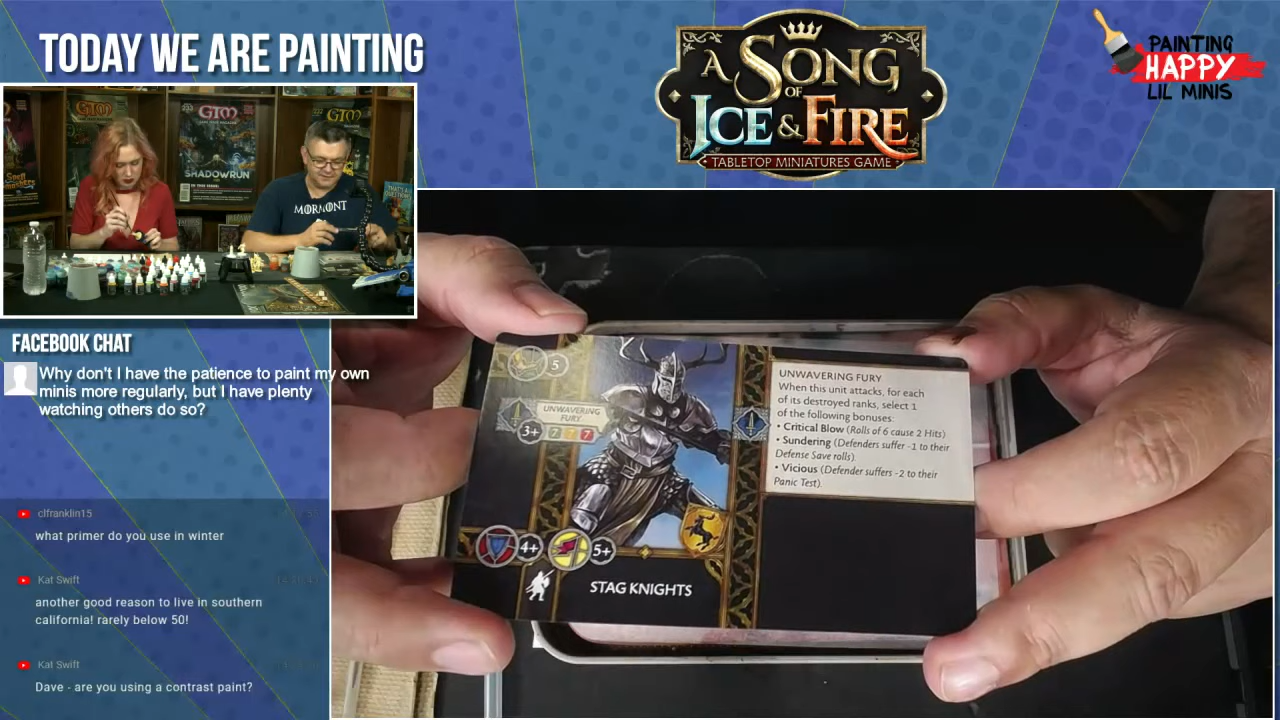 TODAY WE ARE PAINTING
A SONG
OF
ICE & FIRE
TABLETOP MINIATURES GAME
PAINTING
HAPPY
LIL MINIS
GTM
GTM
GTM
SHADOWRUN
MORMONT
FACEBOOK CHAT
Why don't I have the patience to paint my own
minis more regularly, but I have plenty
watching others do so?
clfranklin15
what primer do you use in winter
Kat Swift
another good reason to live in southern
california! rarely below 50!
Kat Swift
Dave - are you using a contrast paint?
5
UNWAVERING
FURY
3+
7 7 7
4+
5+
STAG KNIGHTS
UNWAVERING FURY
When this unit attacks, for each
of its destroyed ranks, select 1
of the following bonuses:
• Critical Blow (Rolls of 6 cause 2 Hits)
• Sundering (Defenders suffer -1 to their
Defense Save rolls).
• Vicious (Defender suffers -2 to their
Panic Test).